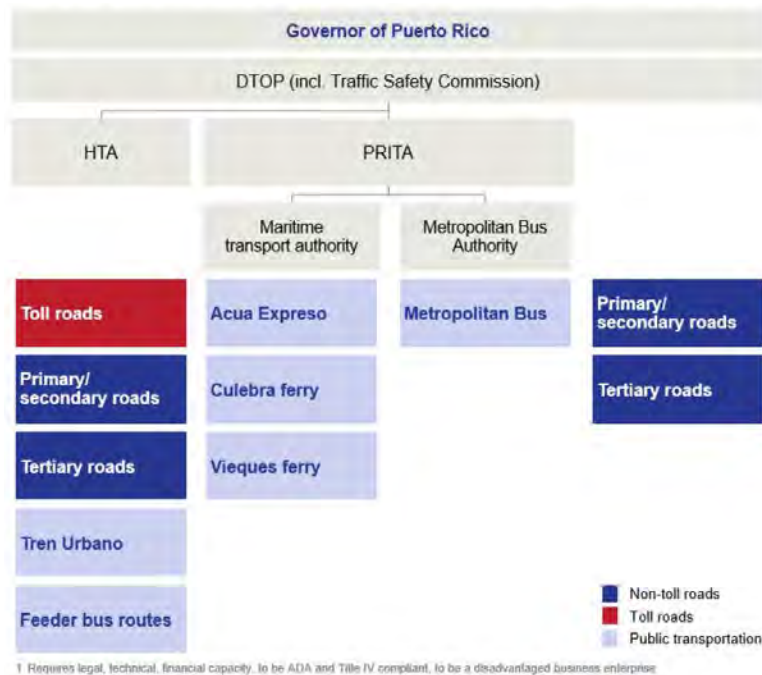 Governor of Puerto Rico
DTOP (incl. Traffic Safety Commission)
HTA
PRITA
Maritime
transport authority
Metropolitan Bus
Authority
Toll roads
Acua Expreso
Metropolitan Bus
Primary/
secondary roads
Primary/
secondary roads
Culebra ferry
Tertiary roads
Tertiary roads
Vieques ferry
Tren Urbano
Feeder bus routes
Non-toll roads
Toll roads
Public transportation
1 Requires legal, technical, financial capacity, to be ADA and Title IV compliant, to be a disadvantaged business enterprise